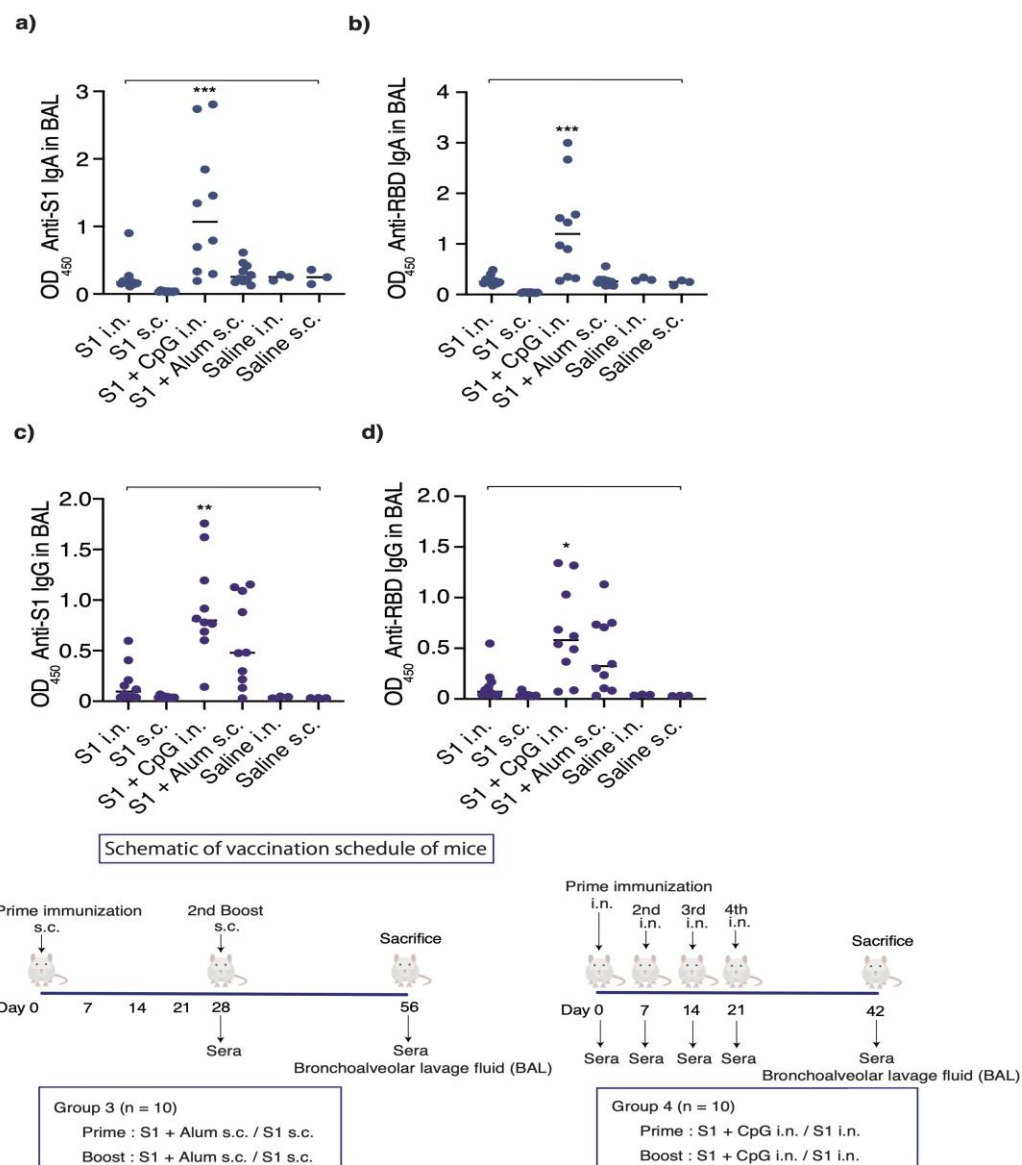 a)
b)
OD450 Anti-S1 IgA in BAL
3
2
1
0
***
S1 i.n.
S1 s.c.
S1 + CpG i.n.
S1 + Alum s.c.
Saline i.n.
Saline s.c.
OD450 Anti-RBD IgA in BAL
4
3
2
1
0
***
S1 i.n.
S1 s.c.
S1 + CpG i.n.
S1 + Alum s.c.
Saline i.n.
Saline s.c.
c)
d)
OD450 Anti-S1 IgG in BAL
2.0
1.5
1.0
0.5
0
**
S1 i.n.
S1 s.c.
S1 + CpG i.n.
S1 + Alum s.c.
Saline i.n.
Saline s.c.
OD450 Anti-RBD IgG in BAL
2.0
1.5
1.0
0.5
0
*
S1 i.n.
S1 s.c.
S1 + CpG i.n.
S1 + Alum s.c.
Saline i.n.
Saline s.c.
Schematic of vaccination schedule of mice
Prime immunization
s.c.
2nd Boost
s.c.
Sacrifice
Day 0 7 14 21 28 56
Sera Sera
Bronchoalveolar lavage fluid (BAL)
Group 3 (n = 10)
Prime : S1 + Alum s.c. / S1 s.c.
Boost : S1 + Alum s.c. / S1 s.c.
Prime immunization
i.n.
2nd
i.n.
3rd
i.n.
4th
i.n.
Sacrifice
Day 0 7 14 21 42
Sera Sera Sera Sera Sera
Bronchoalveolar lavage fluid (BAL)
Group 4 (n = 10)
Prime : S1 + CpG i.n. / S1 i.n.
Boost : S1 + CpG i.n. / S1 i.n.